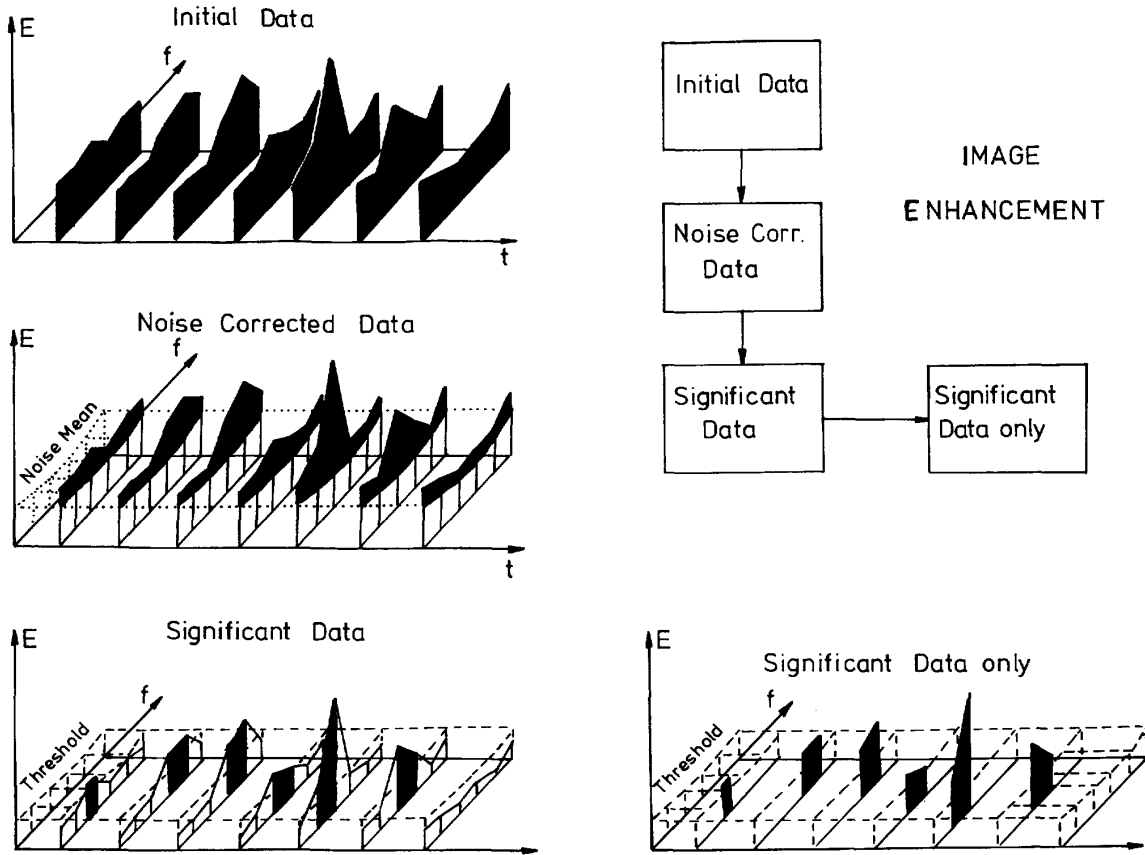 Initial Data
E
f
t
Initial Data
IMAGE
ENHANCEMENT
Noise Corr.
Data
Significant
Data
Significant
Data only
Noise Corrected Data
E
f
Noise Mean
t
Significant Data
E
f
Threshold
Significant Data only
E
f
Threshold